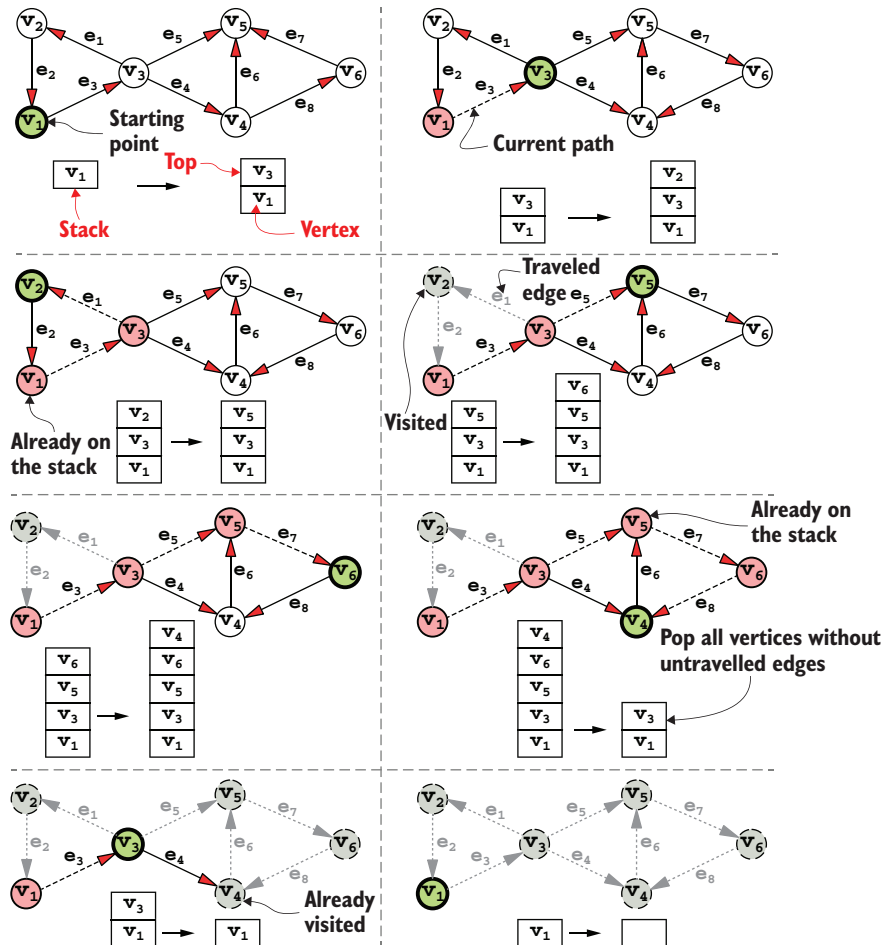 v2
v5
e1
e5
e7
e2
v3
e6
v6
e3
e4
e8
v1
v4
Starting
point
v1
Top
v3
v1
Stack
Vertex
v2
v5
e1
e5
e7
e2
v3
e6
v6
e3
e4
e8
v1
v4
Current path
v3
v1
v2
v3
v1
v2
v5
e1
e5
e7
e2
v3
e6
v6
e3
e4
e8
v1
v4
Already on
the stack
v2
v3
v1
v5
v3
v1
v2
Traveled
edge
v5
e1
e5
e7
e2
v3
e6
v6
e3
e4
e8
v1
v4
Visited
v5
v3
v1
v6
v5
v3
v1
v2
v5
e1
e5
e7
e2
v3
e6
v6
e3
e4
e8
v1
v4
v6
v5
v3
v1
v4
v6
v5
v3
v1
v2
v5
Already on
the stack
e1
e5
e7
e2
v3
e6
v6
e3
e4
e8
v1
v4
Pop all vertices without
untravelled edges
v4
v6
v5
v3
v1
v3
v1
v2
v5
e1
e5
e7
e2
v3
e6
v6
e3
e4
e8
v1
v4
Already
visited
v3
v1
v1
v2
v5
e1
e5
e7
e2
v3
e6
v6
e3
e4
e8
v1
v4
v1